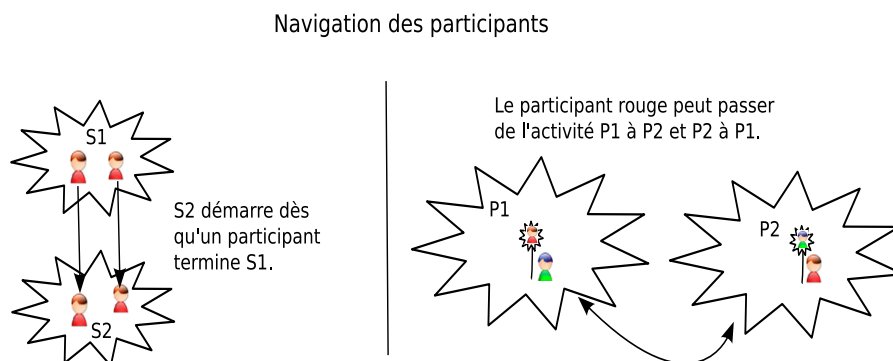 Navigation des participants
S1
S2 démarre dès
qu'un participant
termine S1.
S2
Le participant rouge peut passer
de l'activité P1 à P2 et P2 à P1.
P1
P2